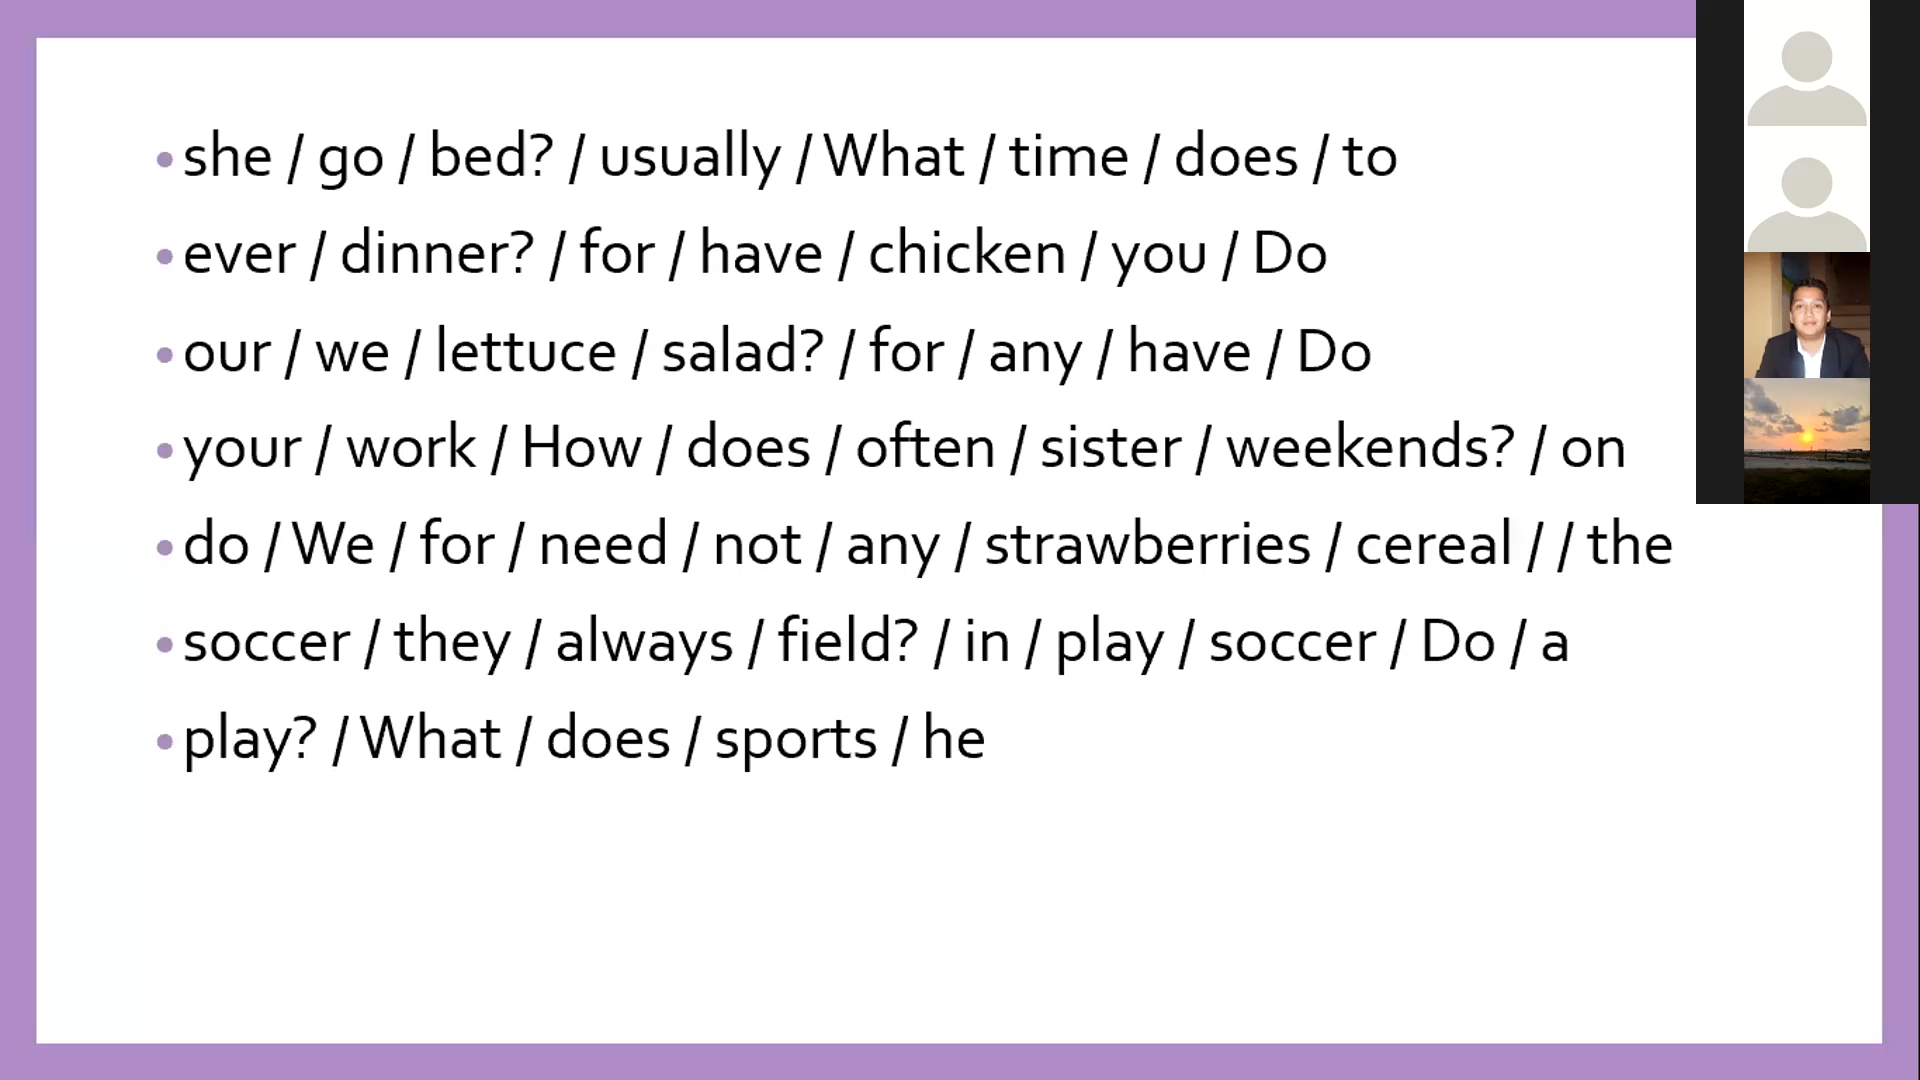 she / go / bed? / usually / What / time / does / to
ever / dinner? / for / have / chicken / you / Do
our / we / lettuce / salad? / for / any / have / Do
your / work / How / does / often / sister / weekends? / on
do / We / for / need / not / any / strawberries / cereal / / the
soccer / they / always / field? / in / play / soccer / Do / a
play? / What / does / sports / he